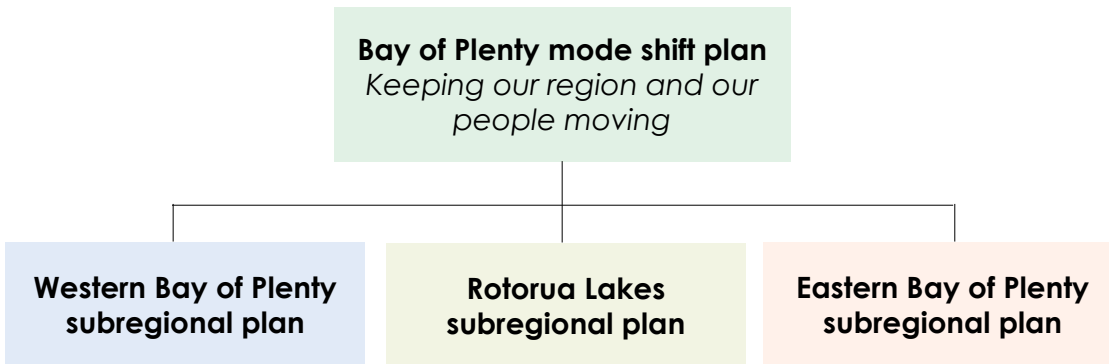 Bay of Plenty mode shift plan
Keeping our region and our
people moving
Western Bay of Plenty
subregional plan
Rotorua Lakes
subregional plan
Eastern Bay of Plenty
subregional plan